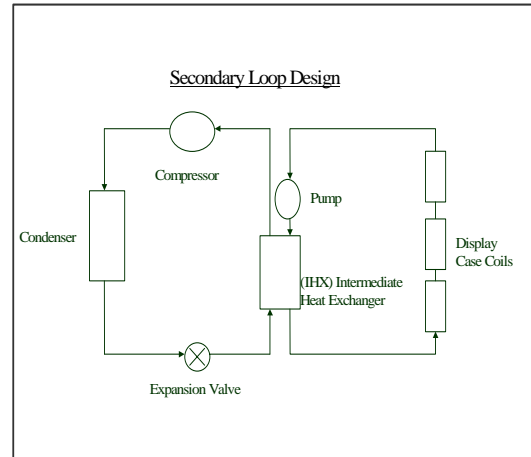 Secondary Loop Design
Compressor
Pump
Condenser
Display
Case Coils
(IHX) Intermediate
Heat Exchanger
Expansion Valve